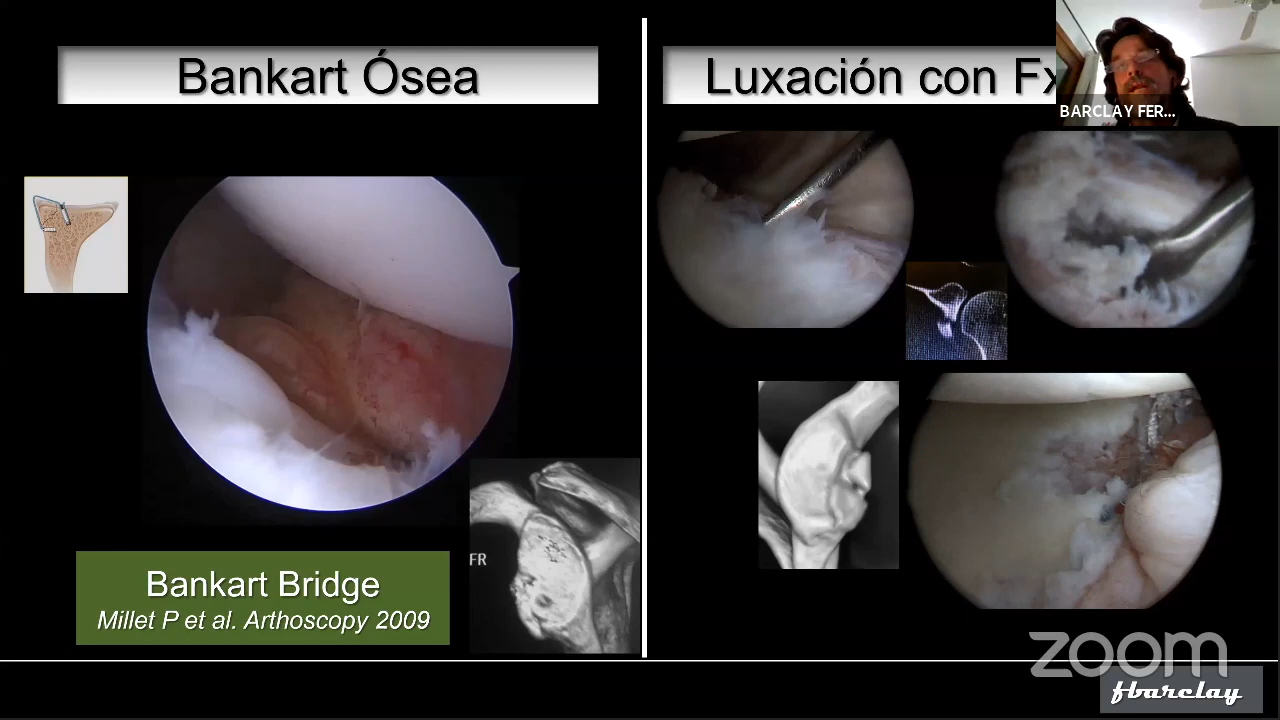 Bankart Ósea
Luxación con Fx
BARCLAY FER...
FR
Bankart Bridge
Millet P et al. Arthoscopy 2009
zoom
fbarclay